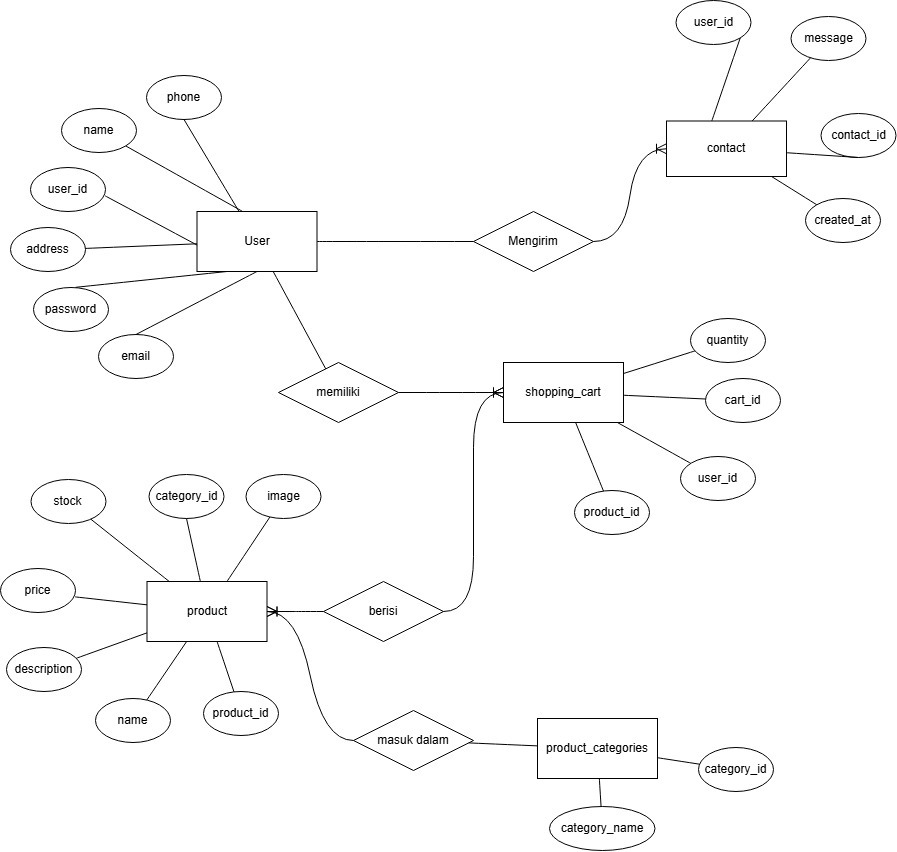 user_id
message
phone
name
contact_id
contact
user_id
created_at
User
Mengirim
address
password
quantity
email
memiliki
shopping_cart
cart_id
user_id
stock
category_id
image
product_id
price
product
berisi
description
name
product_id
masuk dalam
product_categories
category_id
category_name